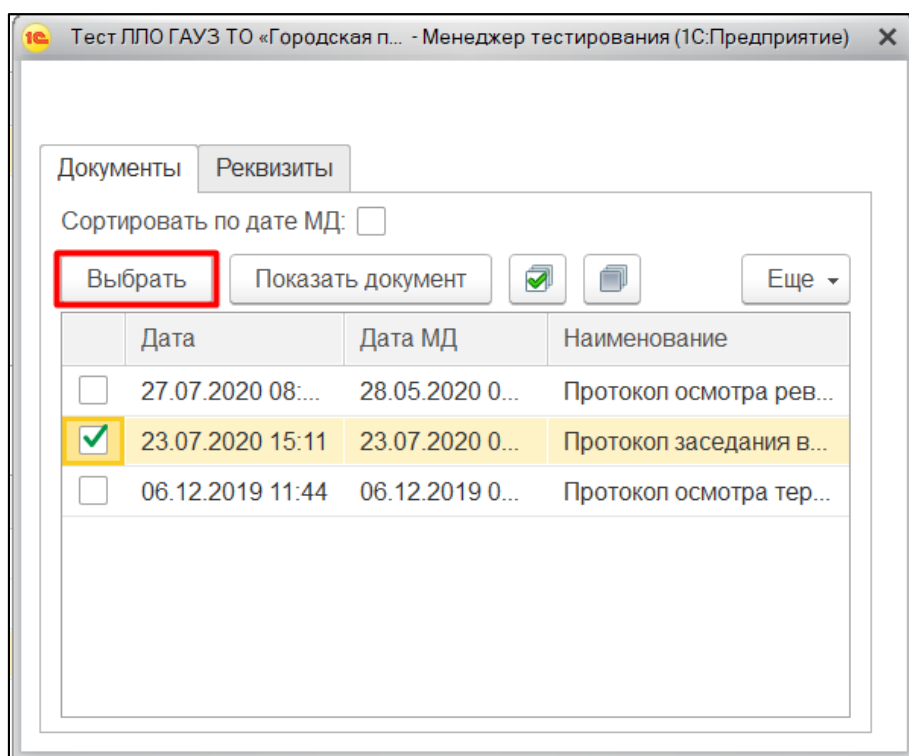 1С Тест ЛЛО ГАУЗ ТО «Городская п... - Менеджер тестирования (1С:Предприятие)
Документы Реквизиты
Сортировать по дате МД:
Выбрать Показать документ Еще
Дата Дата МД Наименование
27.07.2020 08:... 28.05.2020 0... Протокол осмотра рев...
23.07.2020 15:11 23.07.2020 0... Протокол заседания в...
06.12.2019 11:44 06.12.2019 0... Протокол осмотра тер...